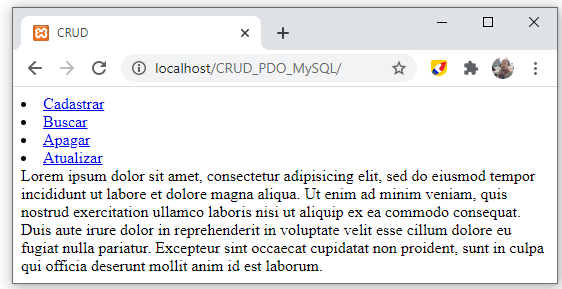 CRUD
localhost/CRUD_PDO_MySQL/
Cadastrar
Buscar
Apagar
Atualizar
Lorem ipsum dolor sit amet, consectetur adipisicing elit, sed do eiusmod tempor
incididunt ut labore et dolore magna aliqua. Ut enim ad minim veniam, quis
nostrud exercitation ullamco laboris nisi ut aliquip ex ea commodo consequat.
Duis aute irure dolor in reprehenderit in voluptate velit esse cillum dolore eu
fugiat nulla pariatur. Excepteur sint occaecat cupidatat non proident, sunt in culpa
qui officia deserunt mollit anim id est laborum.